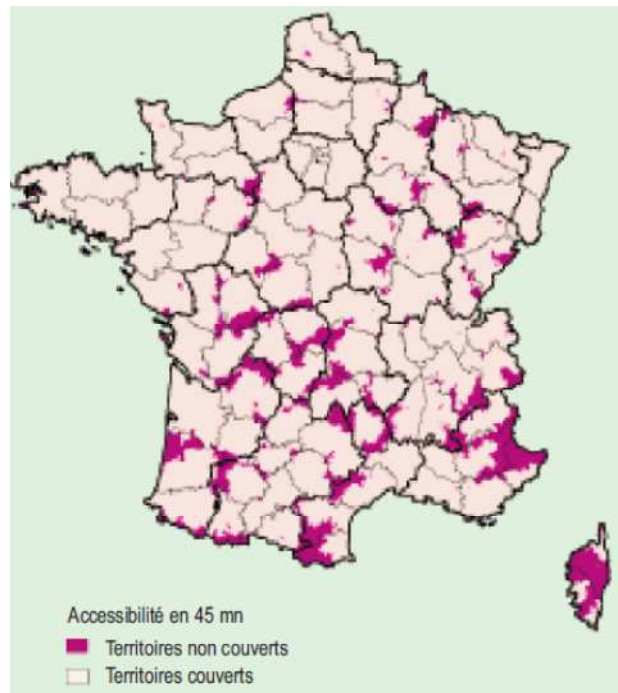 Accessibilité en 45 mn
Territoires non couverts
Territoires couverts